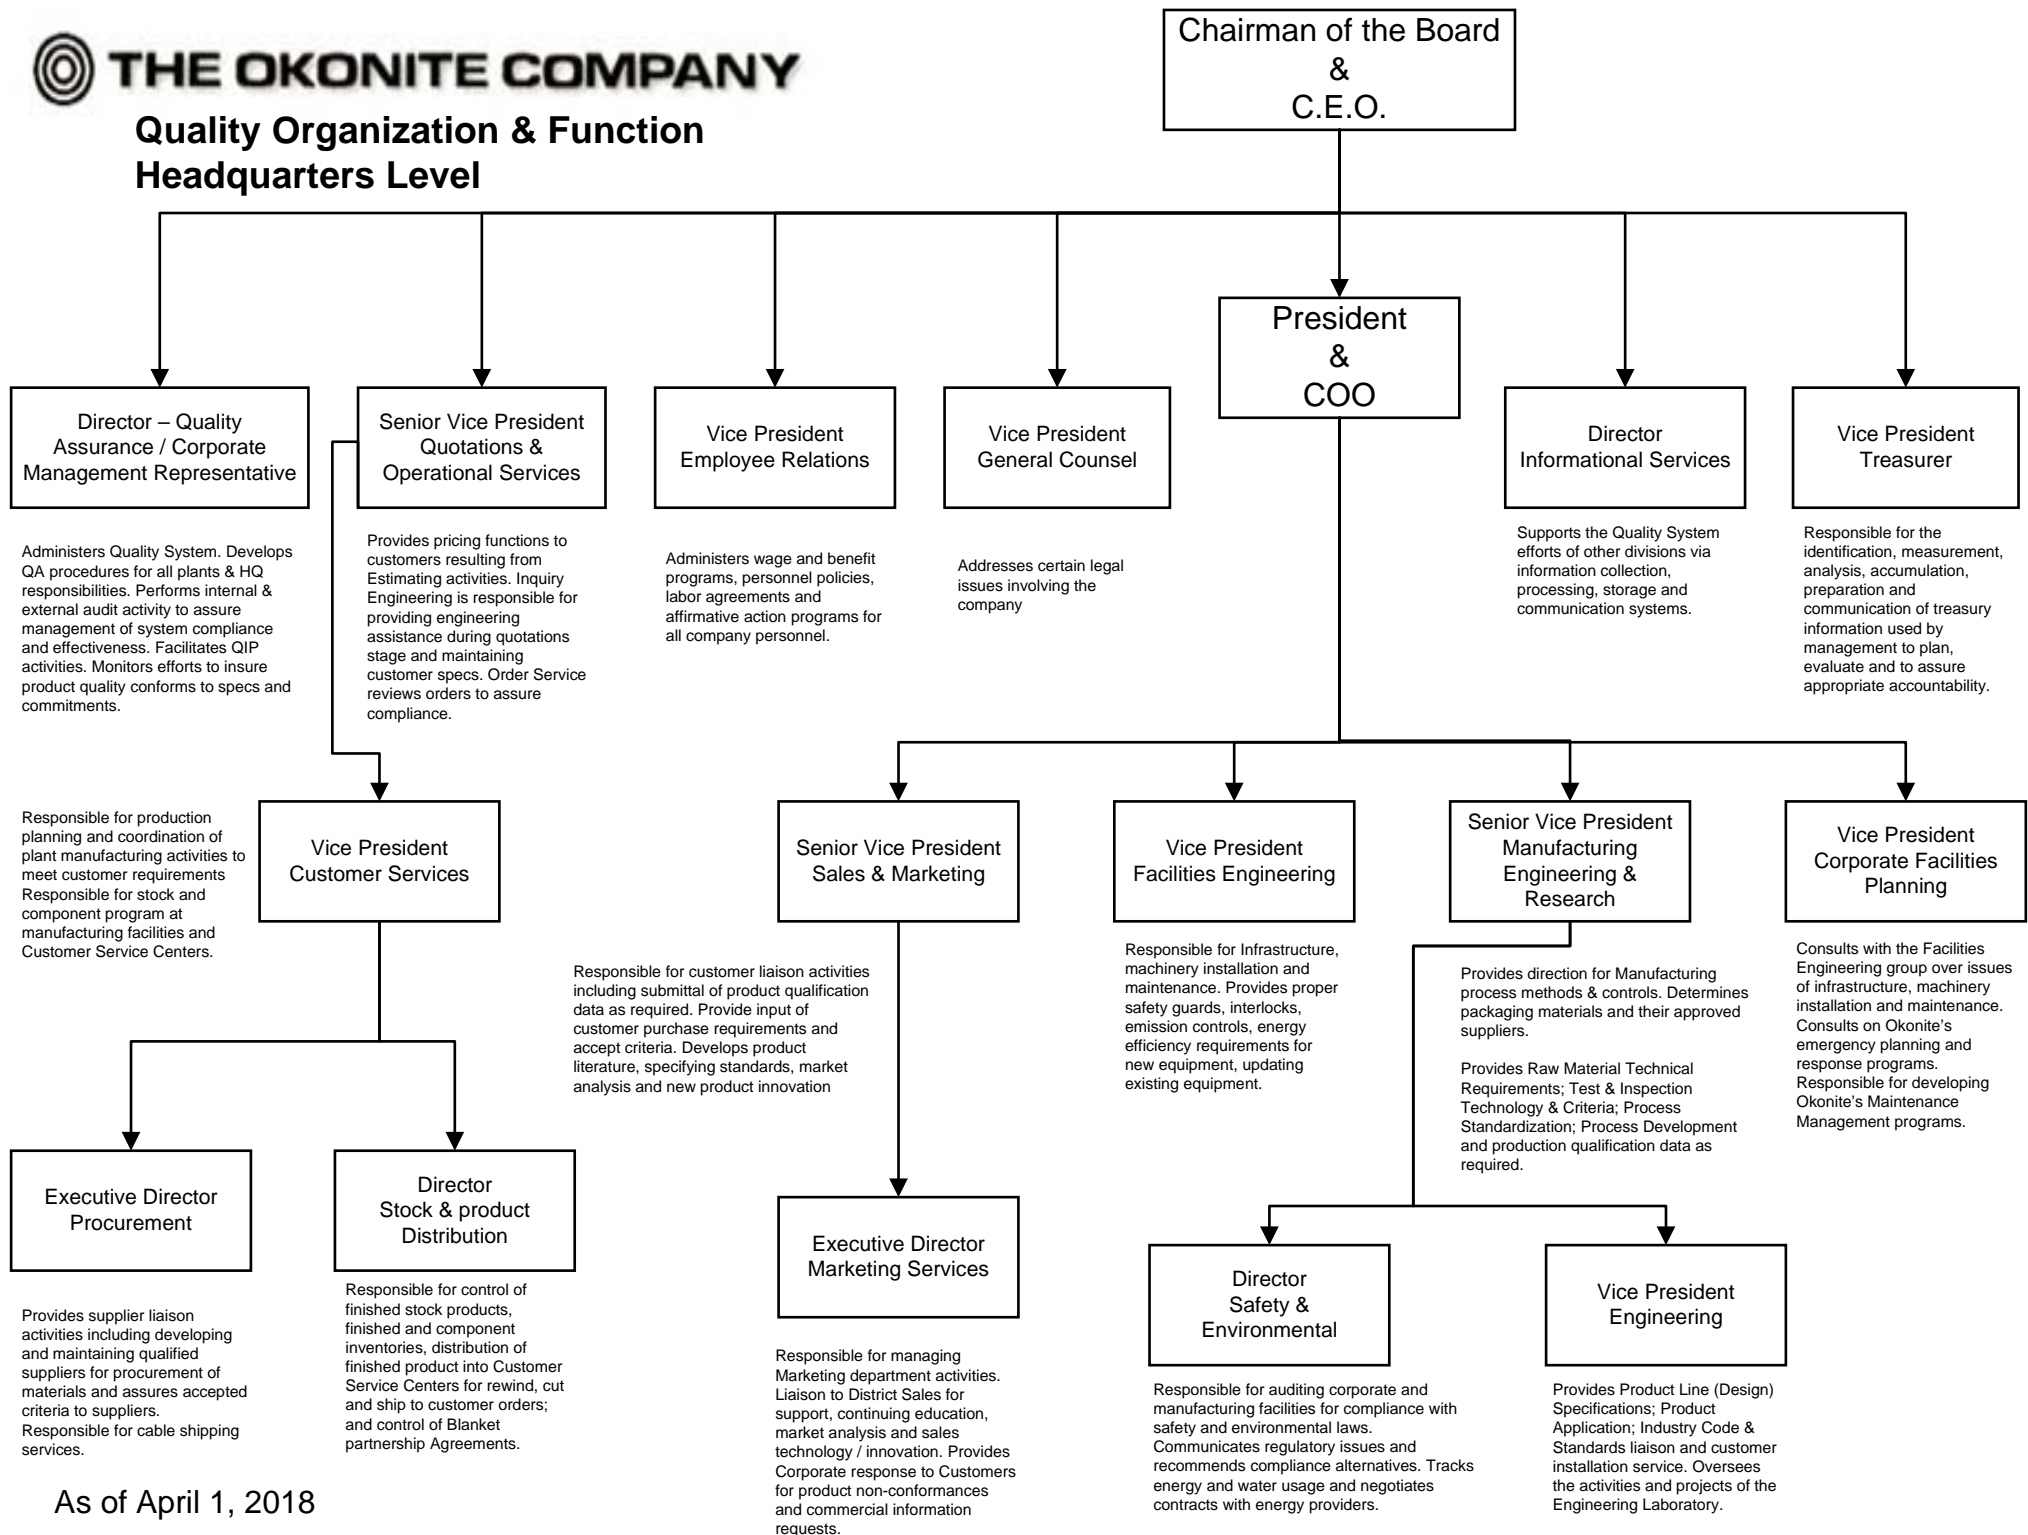 THE OKONITE COMPANY
Quality Organization & Function
Headquarters Level
Chairman of the Board
&
C.E.O.
President
&
COO
Director – Quality
Assurance / Corporate
Management Representative
Senior Vice President
Quotations &
Operational Services
Vice President
Employee Relations
Vice President
General Counsel
Director
Informational Services
Vice President
Treasurer
Administers Quality System. Develops
QA procedures for all plants & HQ
responsibilities. Performs internal &
external audit activity to assure
management of system compliance
and effectiveness. Facilitates QIP
activities. Monitors efforts to insure
product quality conforms to specs and
commitments.
Provides pricing functions to
customers resulting from
Estimating activities. Inquiry
Engineering is responsible for
providing engineering
assistance during quotations
stage and maintaining
customer specs. Order Service
reviews orders to assure
compliance.
Administers wage and benefit
programs, personnel policies,
labor agreements and
affirmative action programs for
all company personnel.
Addresses certain legal
issues involving the
company
Supports the Quality System
efforts of other divisions via
information collection,
processing, storage and
communication systems.
Responsible for the
identification, measurement,
analysis, accumulation,
preparation and
communication of treasury
information used by
management to plan,
evaluate and to assure
appropriate accountability.
Responsible for production
planning and coordination of
plant manufacturing activities to
meet customer requirements
Responsible for stock and
component program at
manufacturing facilities and
Customer Service Centers.
Vice President
Customer Services
Senior Vice President
Sales & Marketing
Vice President
Facilities Engineering
Senior Vice President
Manufacturing
Engineering &
Research
Vice President
Corporate Facilities
Planning
Responsible for customer liaison activities
including submittal of product qualification
data as required. Provide input of
customer purchase requirements and
accept criteria. Develops product
literature, specifying standards, market
analysis and new product innovation
Responsible for Infrastructure,
machinery installation and
maintenance. Provides proper
safety guards, interlocks,
emission controls, energy
efficiency requirements for
new equipment, updating
existing equipment.
Provides direction for Manufacturing
process methods & controls. Determines
packaging materials and their approved
suppliers.
Provides Raw Material Technical
Requirements; Test & Inspection
Technology & Criteria; Process
Standardization; Process Development
and production qualification data as
required.
Consults with the Facilities
Engineering group over issues
of infrastructure, machinery
installation and maintenance.
Consults on Okonite’s
emergency planning and
response programs.
Responsible for developing
Okonite’s Maintenance
Management programs.
Executive Director
Procurement
Director
Stock & product
Distribution
Executive Director
Marketing Services
Director
Safety &
Environmental
Vice President
Engineering
Provides supplier liaison
activities including developing
and maintaining qualified
suppliers for procurement of
materials and assures accepted
criteria to suppliers.
Responsible for cable shipping
services.
Responsible for control of
finished stock products,
finished and component
inventories, distribution of
finished product into Customer
Service Centers for rewind, cut
and ship to customer orders;
and control of Blanket
partnership Agreements.
Responsible for managing
Marketing department activities.
Liaison to District Sales for
support, continuing education,
market analysis and sales
technology / innovation. Provides
Corporate response to Customers
for product non-conformances
and commercial information
requests.
Responsible for auditing corporate and
manufacturing facilities for compliance with
safety and environmental laws.
Communicates regulatory issues and
recommends compliance alternatives. Tracks
energy and water usage and negotiates
contracts with energy providers.
Provides Product Line (Design)
Specifications; Product
Application; Industry Code &
Standards liaison and customer
installation service. Oversees
the activities and projects of the
Engineering Laboratory.
As of April 1, 2018